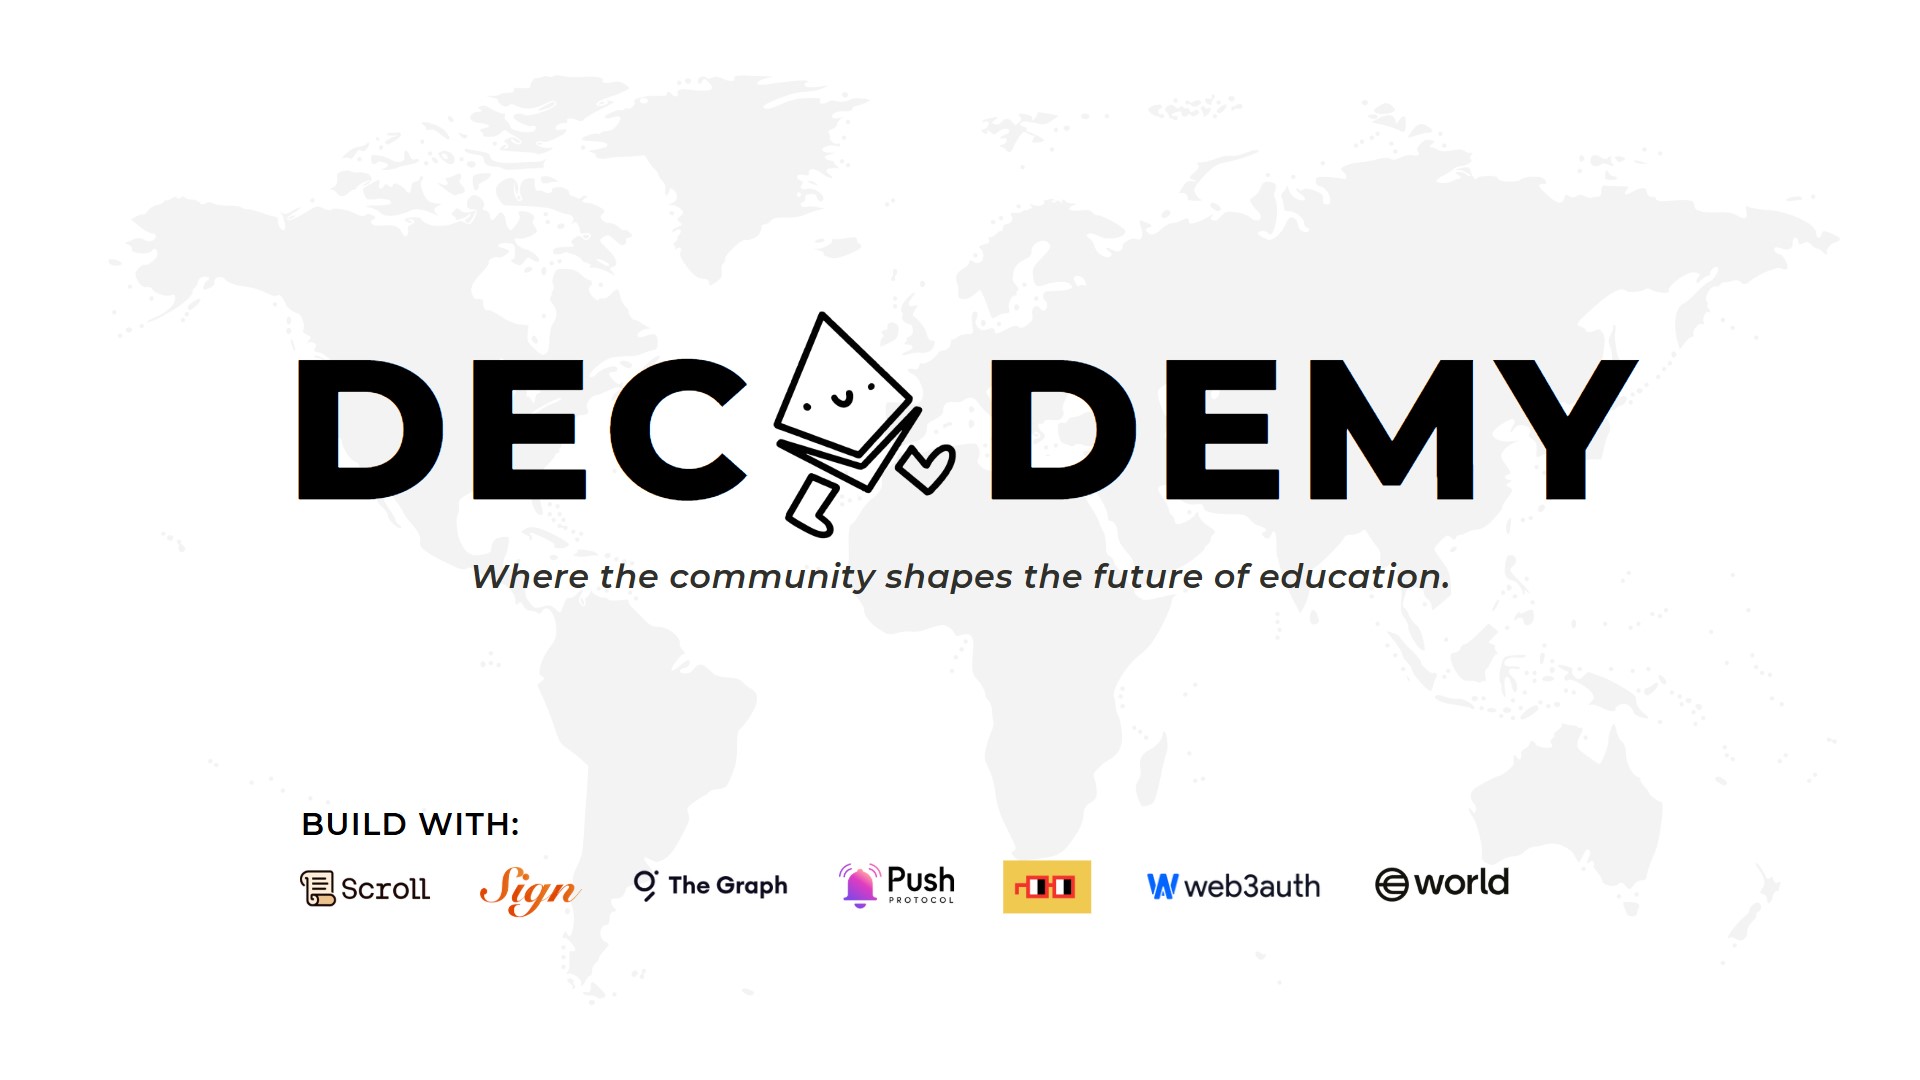 DEC DEMY
Where the community shapes the future of education.
BUILD WITH:
Scroll Sign The Graph Push PROTOCOL web3auth world